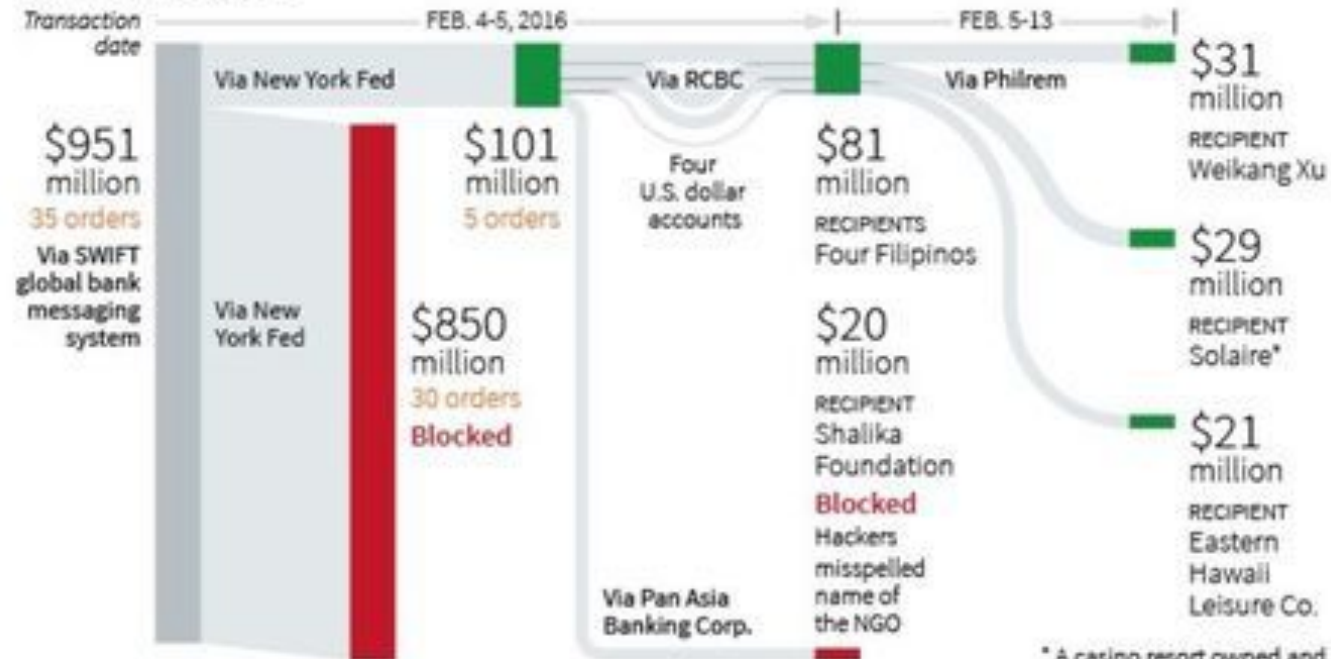 Transaction
date
FEB. 4-5, 2016
FEB. 5-13
Via New York Fed
Via RCBC
Via Philrem
$951
million
35 orders
Via SWIFT
global bank
messaging
system
Via New
York Fed
$850
million
30 orders
Blocked
$101
million
5 orders
Four
U.S. dollar
accounts
Via Pan Asia
Banking Corp.
$81
million
RECIPIENTS
Four Filipinos
$20
million
RECIPIENT
Shalika
Foundation
Blocked
Hackers
misspelled
name of
the NGO
$31
million
RECIPIENT
Weikang Xu
$29
million
RECIPIENT
Solaire*
$21
million
RECIPIENT
Eastern
Hawaii
Leisure Co.
* A casino resort owned and